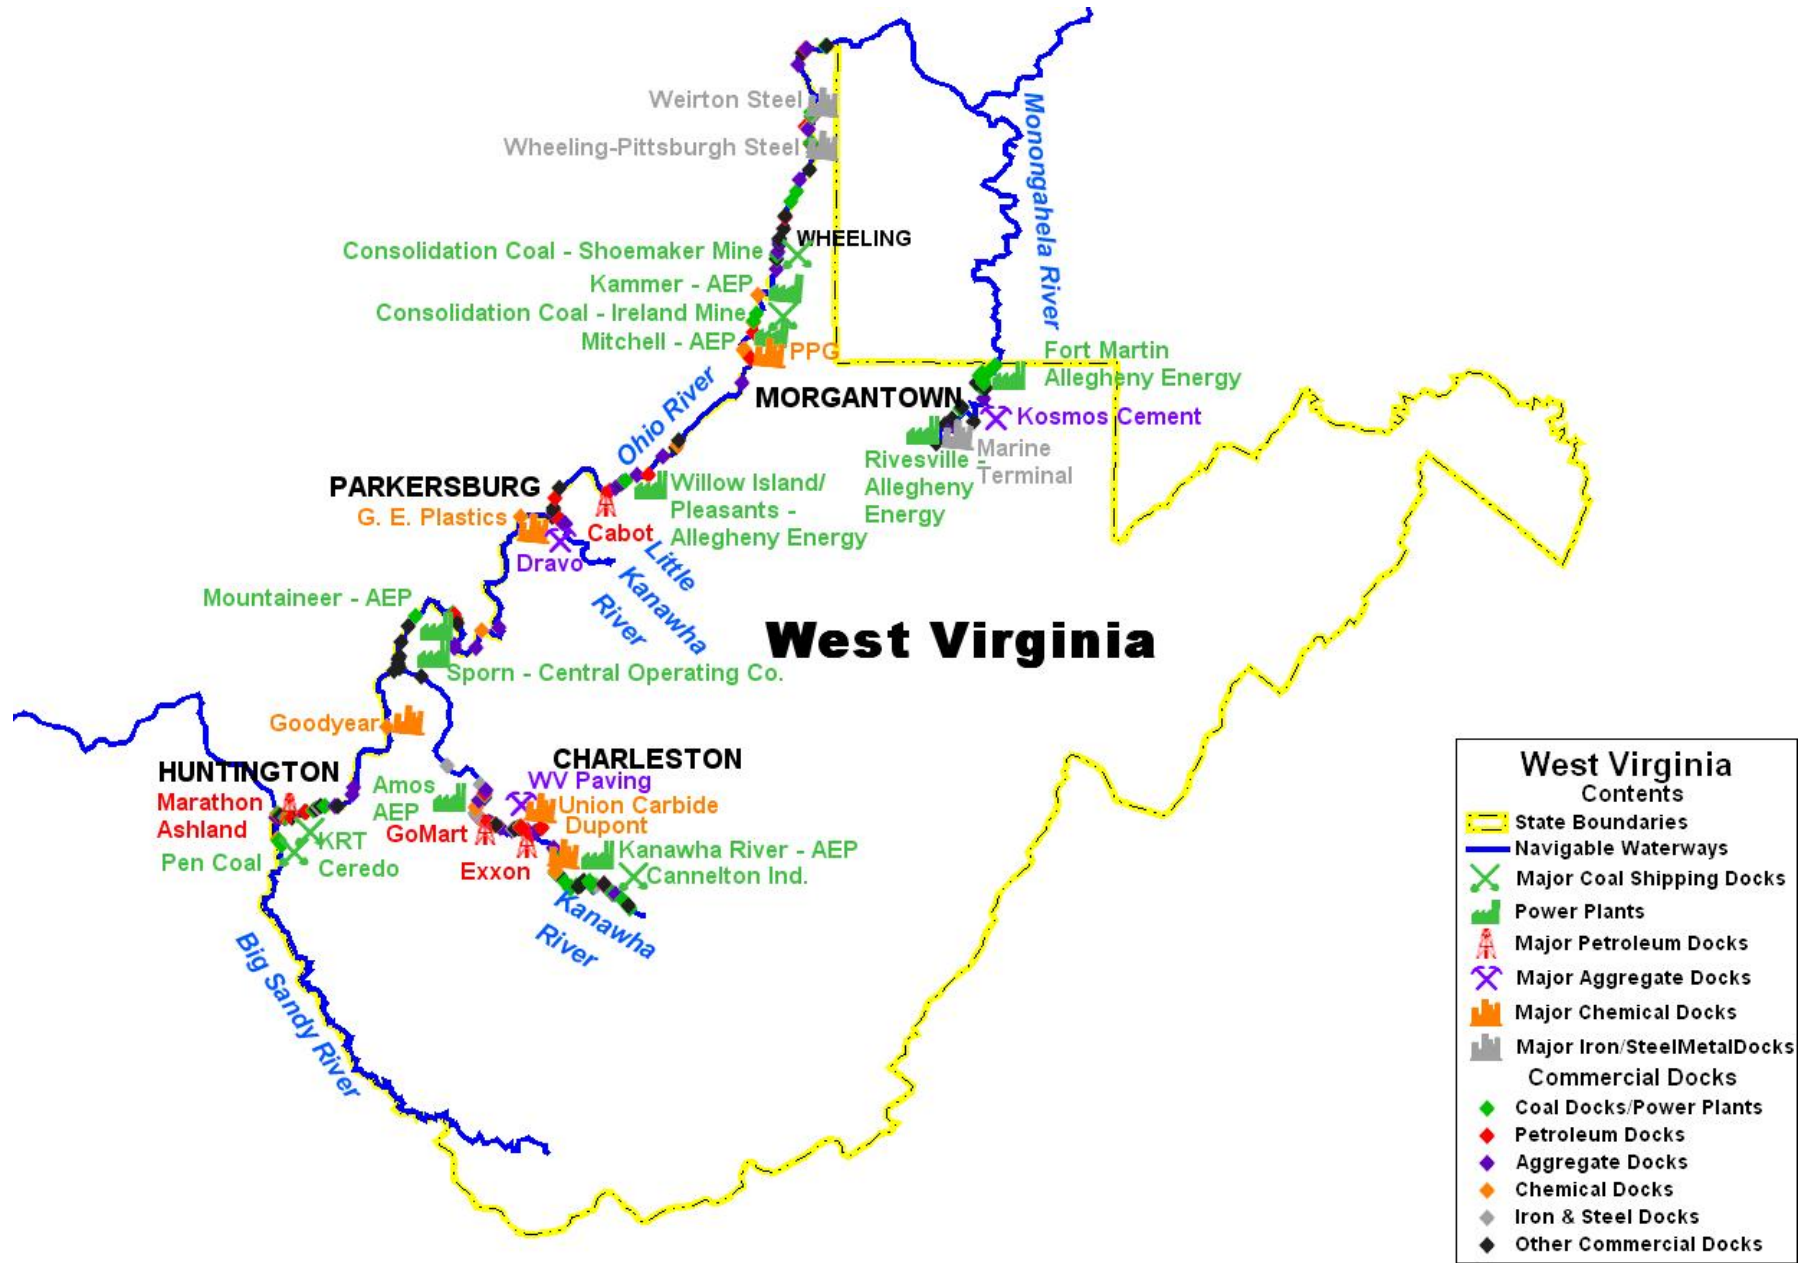 Weirton Steel
Wheeling-Pittsburgh Steel
Monongahela River
WHEELING
Consolidation Coal - Shoemaker Mine
Kammer - AEP
Consolidation Coal - Ireland Mine
Mitchell - AEP
PPG
Fort Martin
Allegheny Energy
MORGANTOWN
Kosmos Cement
Ohio River
Marine
Terminal
Rivesville -
Allegheny
Energy
PARKERSBURG
Willow Island/
Pleasants -
Allegheny Energy
G. E. Plastics
Cabot
Dravo
Little
Kanawha
River
Mountaineer - AEP
West Virginia
Sporn - Central Operating Co.
Goodyear
CHARLESTON
HUNTINGTON
WV Paving
Amos
AEP
Marathon
Ashland
Union Carbide
Dupont
GoMart
KRT
Ceredo
Pen Coal
Exxon
Kanawha River - AEP
Cannelton Ind.
Kanawha
River
Big Sandy River
West Virginia
Contents
State Boundaries
Navigable Waterways
Major Coal Shipping Docks
Power Plants
Major Petroleum Docks
Major Aggregate Docks
Major Chemical Docks
Major Iron/SteelMetalDocks
Commercial Docks
Coal Docks/Power Plants
Petroleum Docks
Aggregate Docks
Chemical Docks
Iron & Steel Docks
Other Commercial Docks